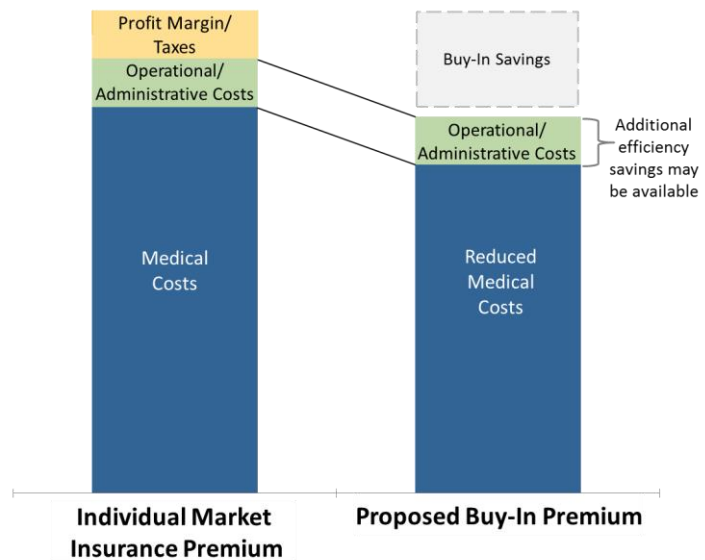 Profit Margin/
Taxes
Operational/
Administrative Costs
Medical
Costs
Buy-In Savings
Operational/
Administrative Costs
Additional
efficiency
savings may
be available
Reduced
Medical
Costs
Individual Market
Insurance Premium
Proposed Buy-In Premium